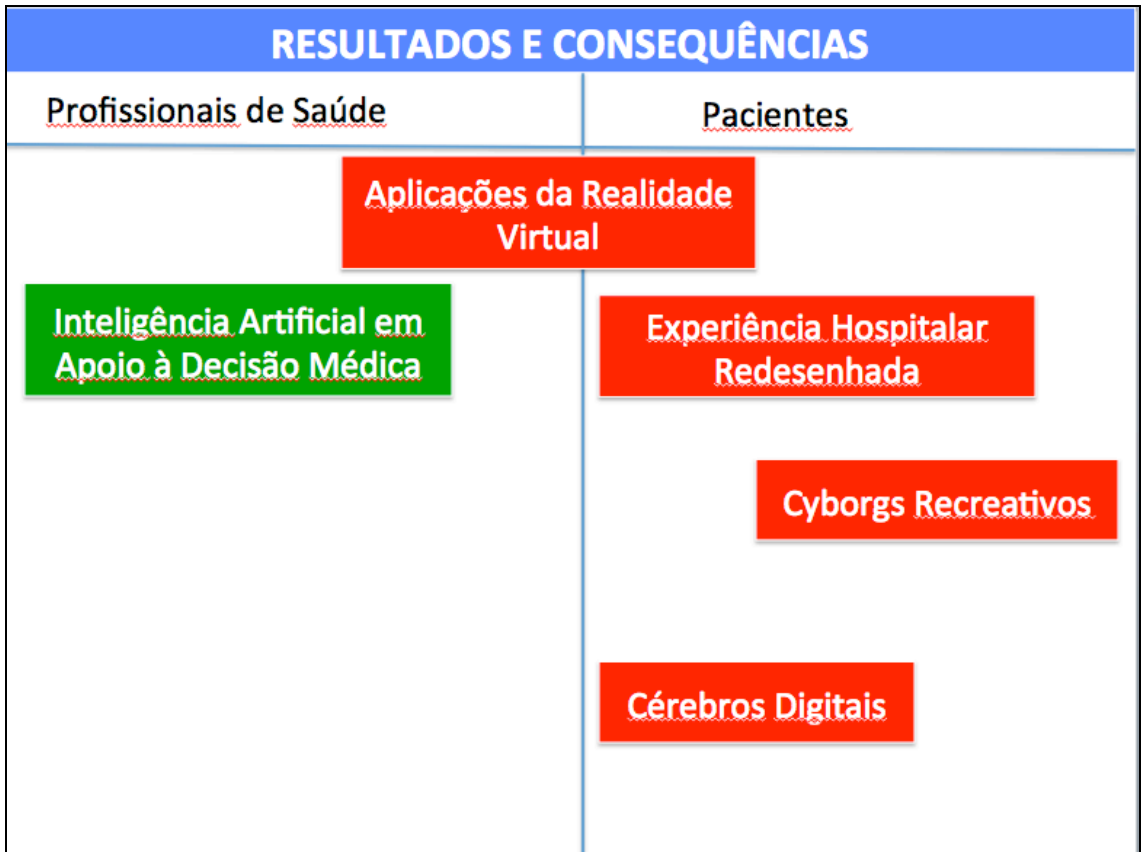 RESULTADOS E CONSEQUÊNCIAS
Profissionais de Saúde
Pacientes
Aplicações da Realidade
Virtual
Inteligência Artificial em
Apoio à Decisão Médica
Experiência Hospitalar
Redesenhada
Cyborgs Recreativos
Cérebros Digitais